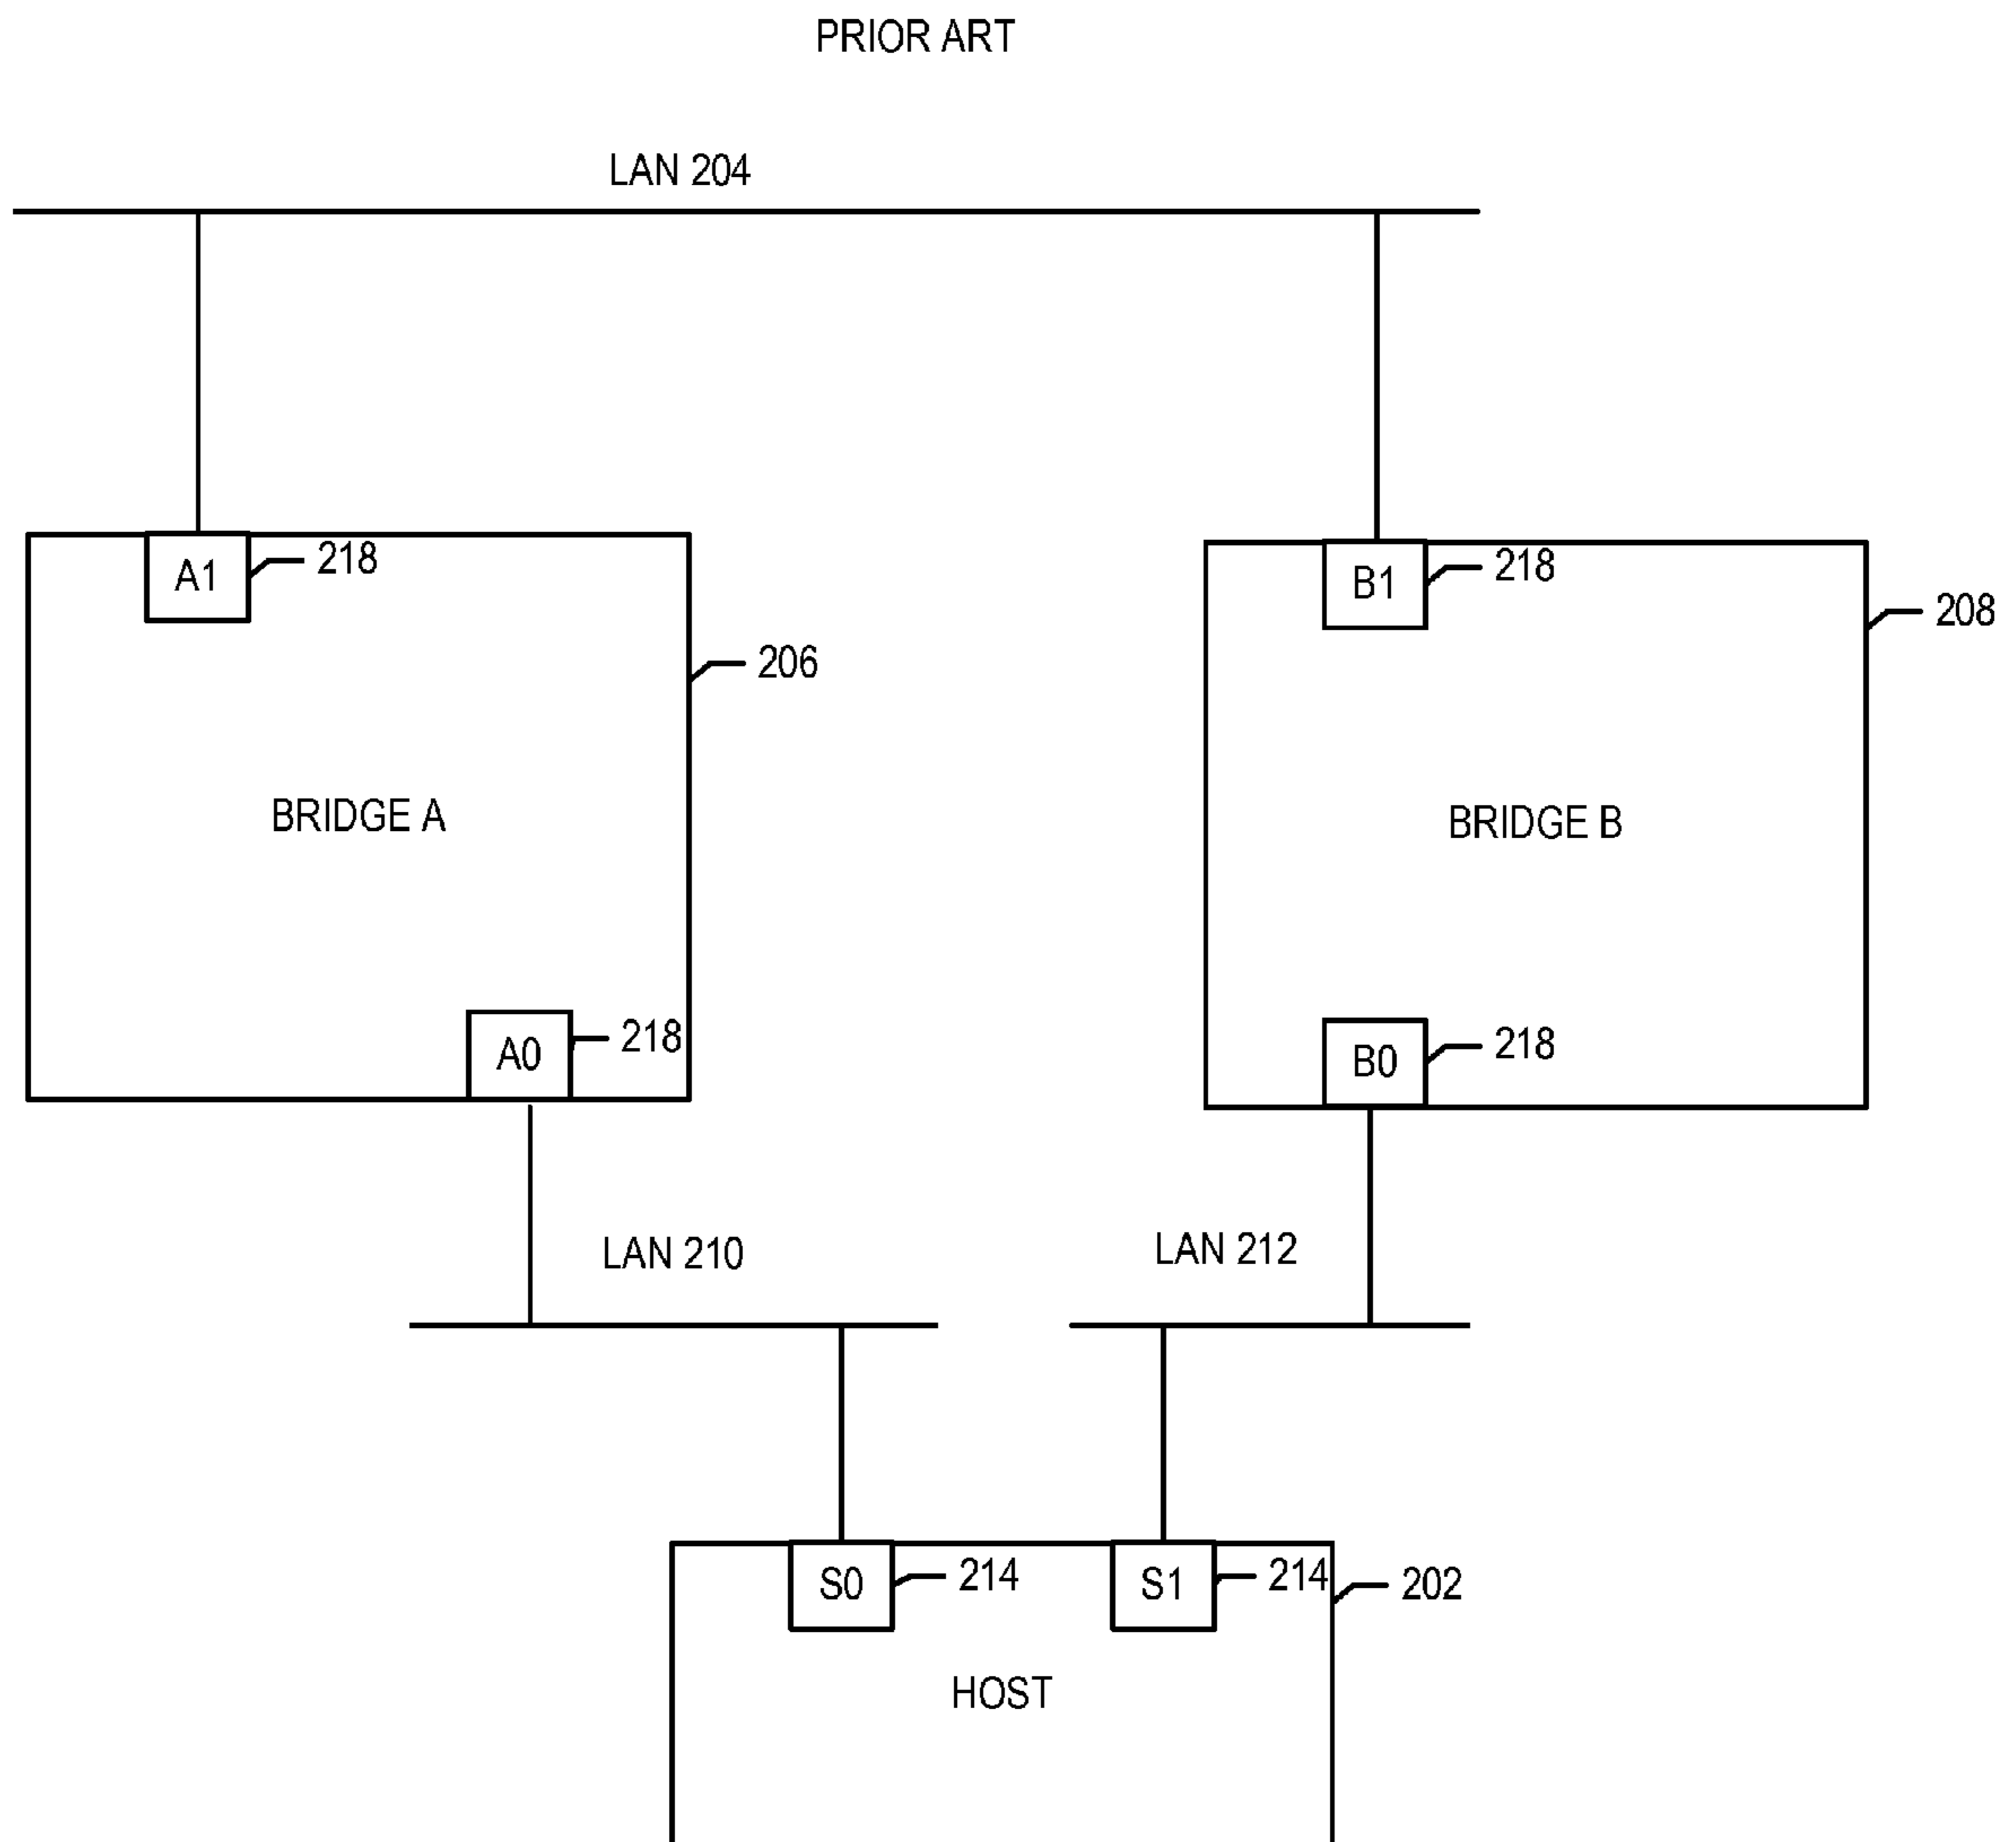 PRIOR ART
LAN 204
A1
218
B1
218
208
206
BRIDGE A
BRIDGE B
A0
218
B0
218
LAN 210
LAN 212
S0
214
S1
214
202
HOST